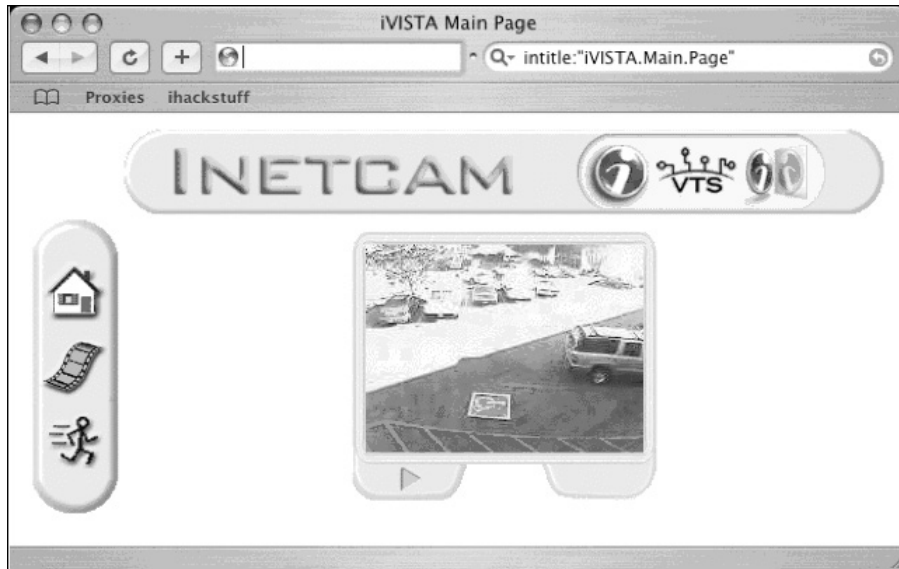 iVISTA Main Page
intitle:"iVISTA.Main.Page"
Proxies ihackstuff
INETCAM
VTS